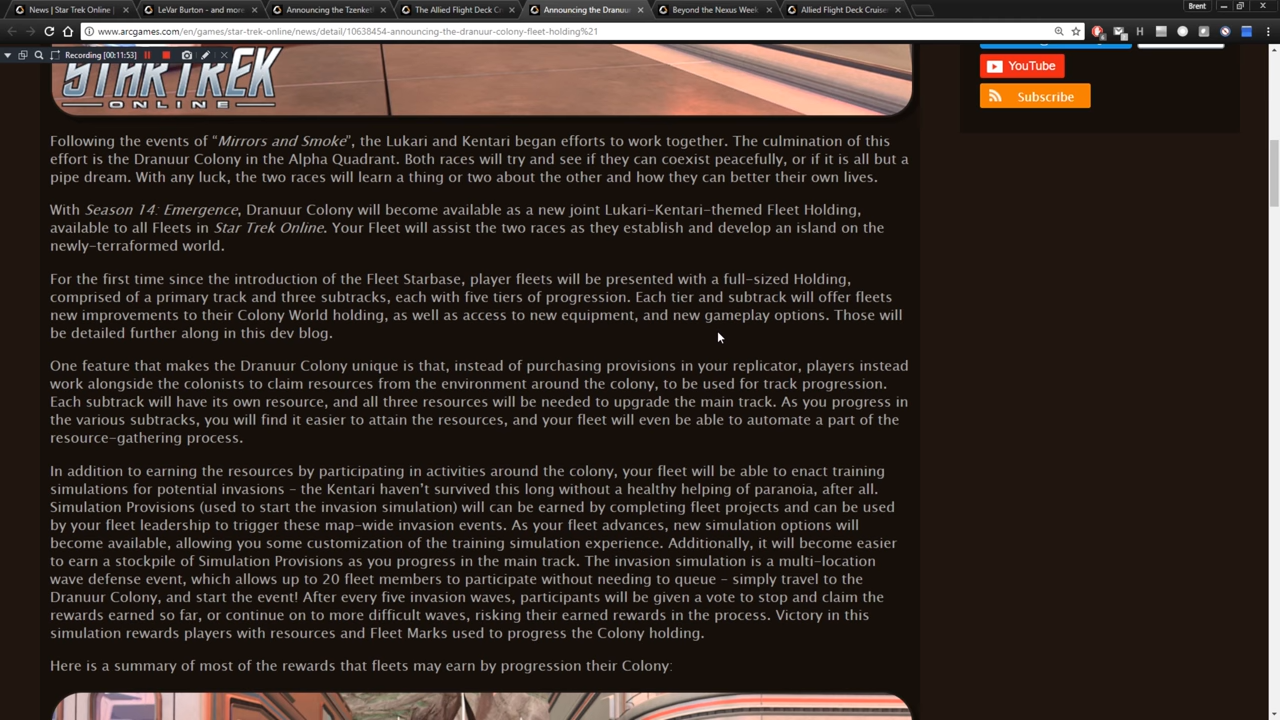 News | Star Trek Online
LeVar Burton - and more
Announcing the Tzenketh
The Allied Flight Deck C
Announcing the Dranuur
Beyond the Nexus Week
Allied Flight Deck Cruise
Brent
www.arcgames.com/en/games/star-trek-online/news/detail/10638454-announcing-the-dranuur-colony-fleet-holding%21
Recording [00:11:53]
STAR TREK
ONLINE
YouTube
Subscribe
Following the events of “Mirrors and Smoke”, the Lukari and Kentari began efforts to work together. The culmination of this
effort is the Dranuur Colony in the Alpha Quadrant. Both races will try and see if they can coexist peacefully, or if it is all but a
pipe dream. With any luck, the two races will learn a thing or two about the other and how they can better their own lives.
With Season 14: Emergence, Dranuur Colony will become available as a new joint Lukari-Kentari-themed Fleet Holding,
available to all Fleets in Star Trek Online. Your Fleet will assist the two races as they establish and develop an island on the
newly-terraformed world.
For the first time since the introduction of the Fleet Starbase, player fleets will be presented with a full-sized Holding,
comprised of a primary track and three subtracks, each with five tiers of progression. Each tier and subtrack will offer fleets
new improvements to their Colony World holding, as well as access to new equipment, and new gameplay options. Those will
be detailed further along in this dev blog.
One feature that makes the Dranuur Colony unique is that, instead of purchasing provisions in your replicator, players instead
work alongside the colonists to claim resources from the environment around the colony, to be used for track progression.
Each subtrack will have its own resource, and all three resources will be needed to upgrade the main track. As you progress in
the various subtracks, you will find it easier to attain the resources, and your fleet will even be able to automate a part of the
resource-gathering process.
In addition to earning the resources by participating in activities around the colony, your fleet will be able to enact training
simulations for potential invasions – the Kentari haven’t survived this long without a healthy helping of paranoia, after all.
Simulation Provisions (used to start the invasion simulation) will can be earned by completing fleet projects and can be used
by your fleet leadership to trigger these map-wide invasion events. As your fleet advances, new simulation options will
become available, allowing you some customization of the training simulation experience. Additionally, it will become easier
to earn a stockpile of Simulation Provisions as you progress in the main track. The invasion simulation is a multi-location
wave defense event, which allows up to 20 fleet members to participate without needing to queue – simply travel to the
Dranuur Colony, and start the event! After every five invasion waves, participants will be given a vote to stop and claim the
rewards earned so far, or continue on to more difficult waves, risking their earned rewards in the process. Victory in this
simulation rewards players with resources and Fleet Marks used to progress the Colony holding.
Here is a summary of most of the rewards that fleets may earn by progression their Colony: